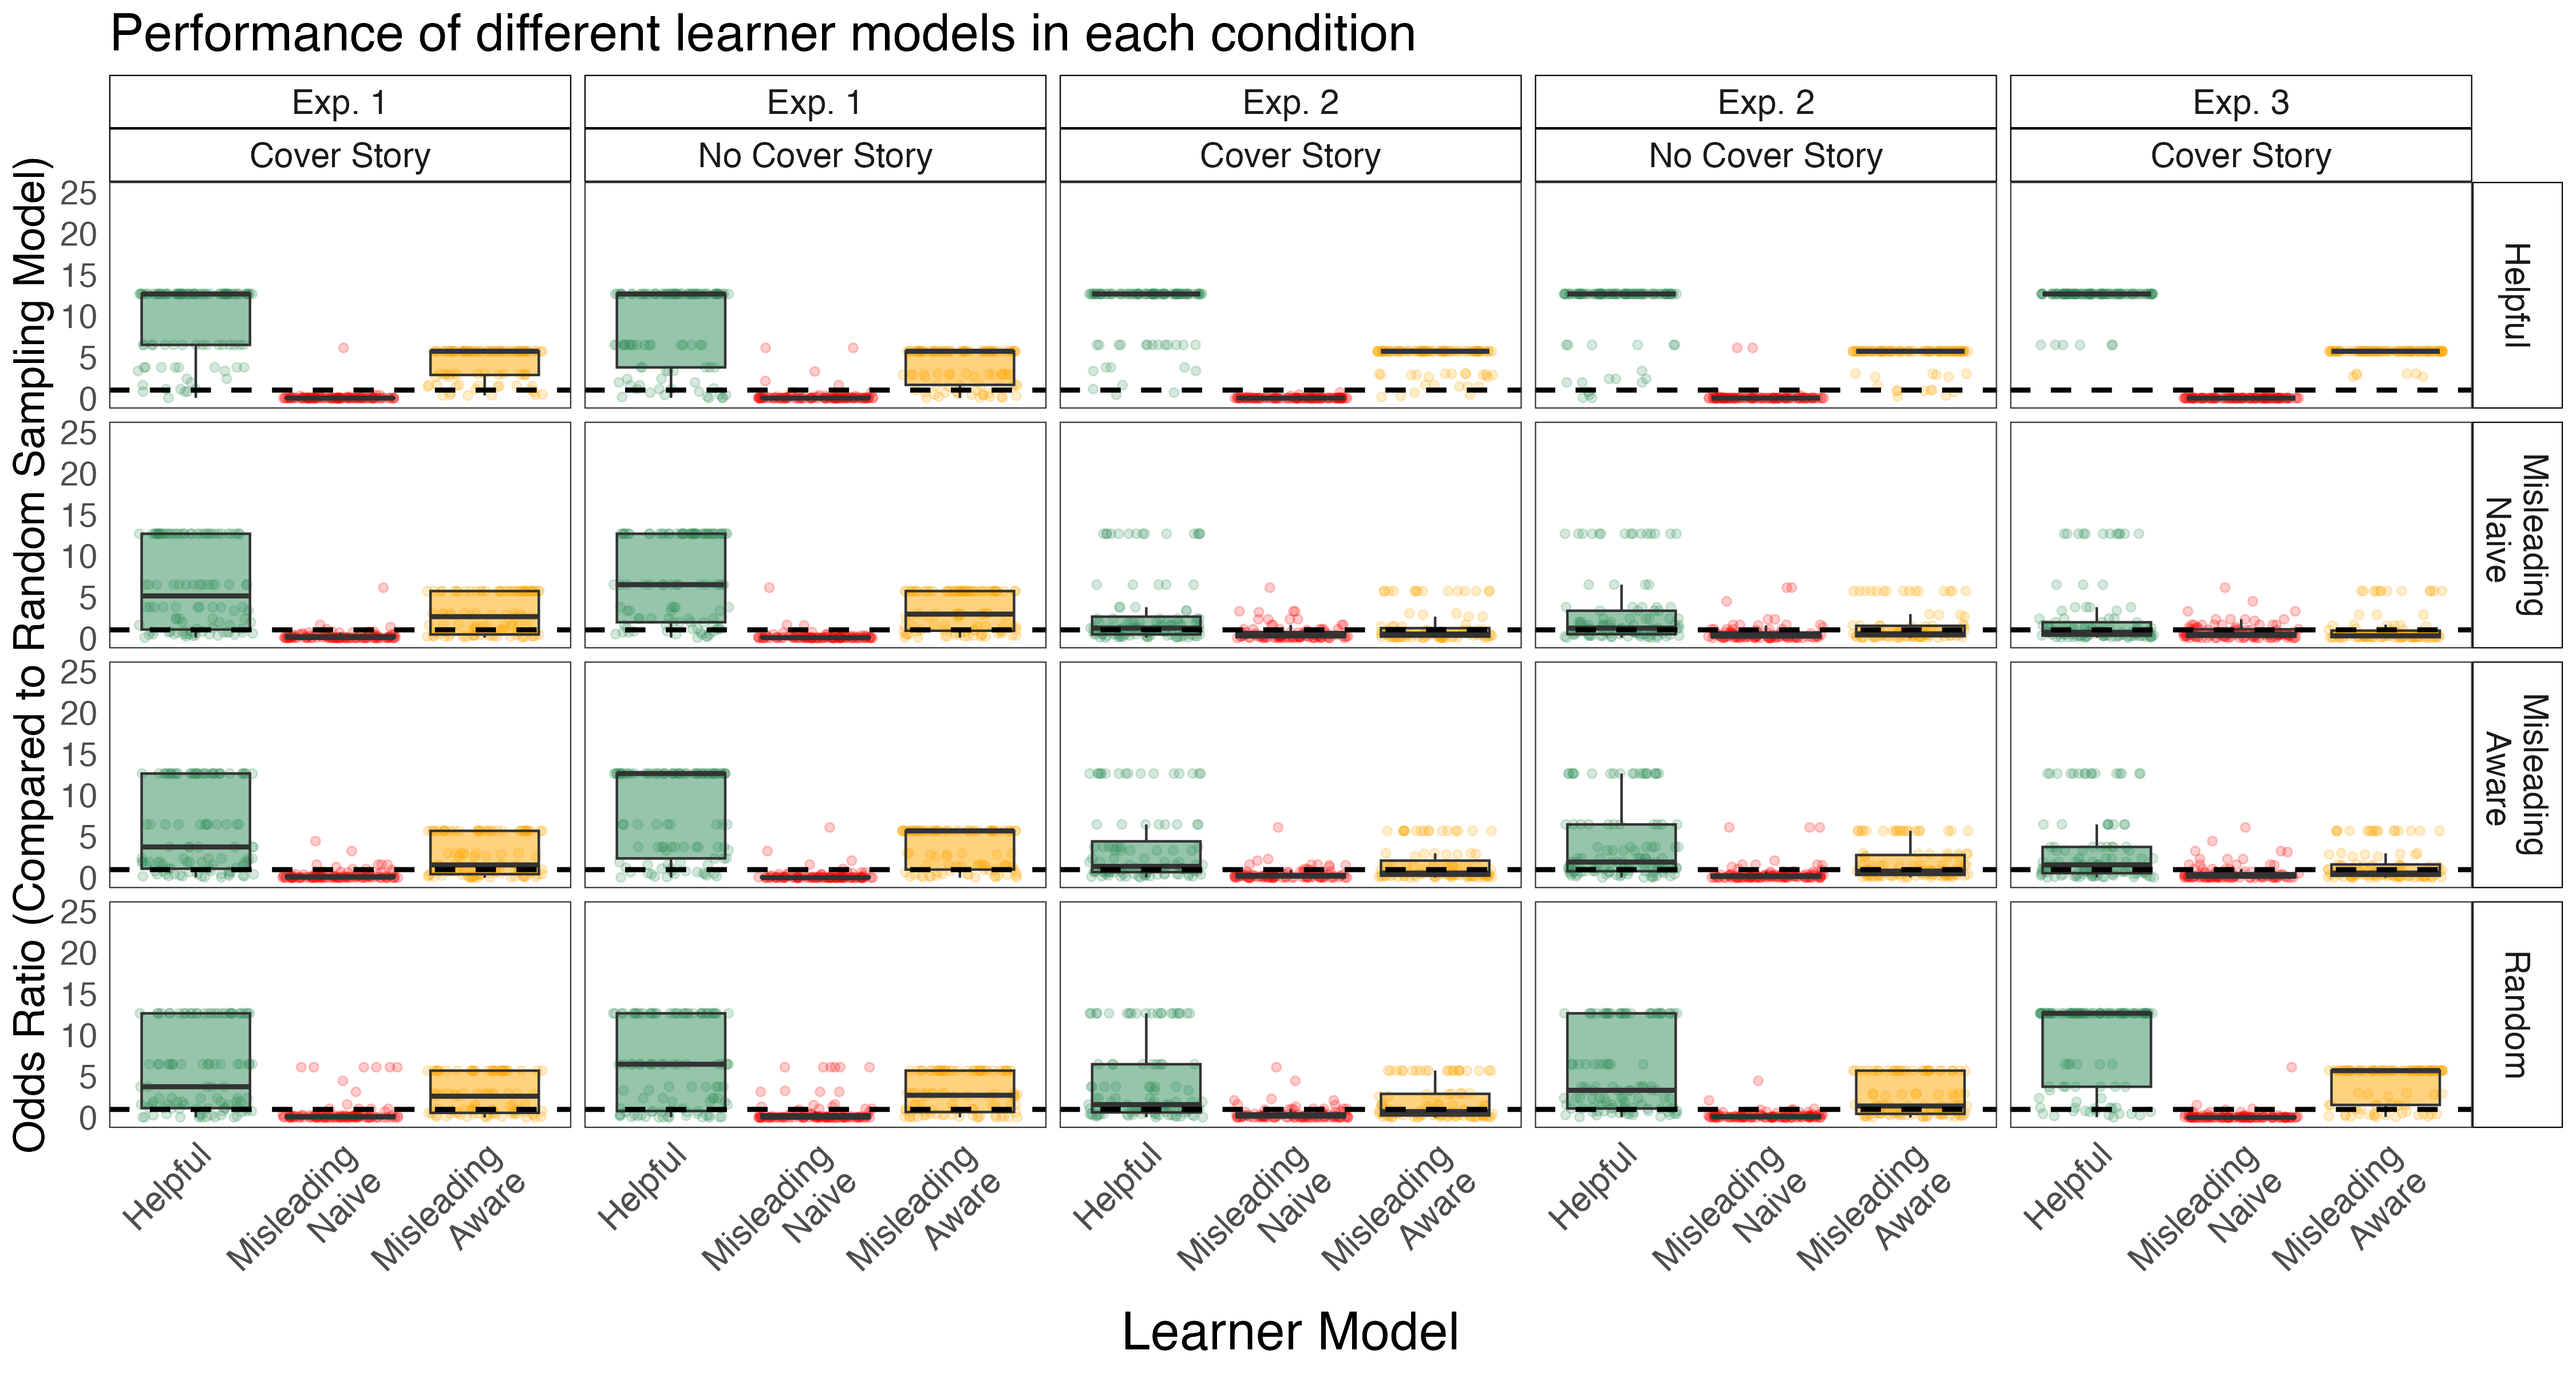 Performance of different learner models in each condition
Exp. 1
Exp. 1
Exp. 2
Exp. 2
Exp. 3
Cover Story
No Cover Story
Cover Story
No Cover Story
Cover Story
Odds Ratio (Compared to Random Sampling Model)
25
20
15
10
5
0
Helpful
25
20
15
10
5
0
Misleading
Naive
25
20
15
10
5
0
Misleading
Aware
25
20
15
10
5
0
Random
Helpful
Misleading
Naive
Misleading
Aware
Helpful
Misleading
Naive
Misleading
Aware
Helpful
Misleading
Naive
Misleading
Aware
Helpful
Misleading
Naive
Misleading
Aware
Helpful
Misleading
Naive
Misleading
Aware
Learner Model